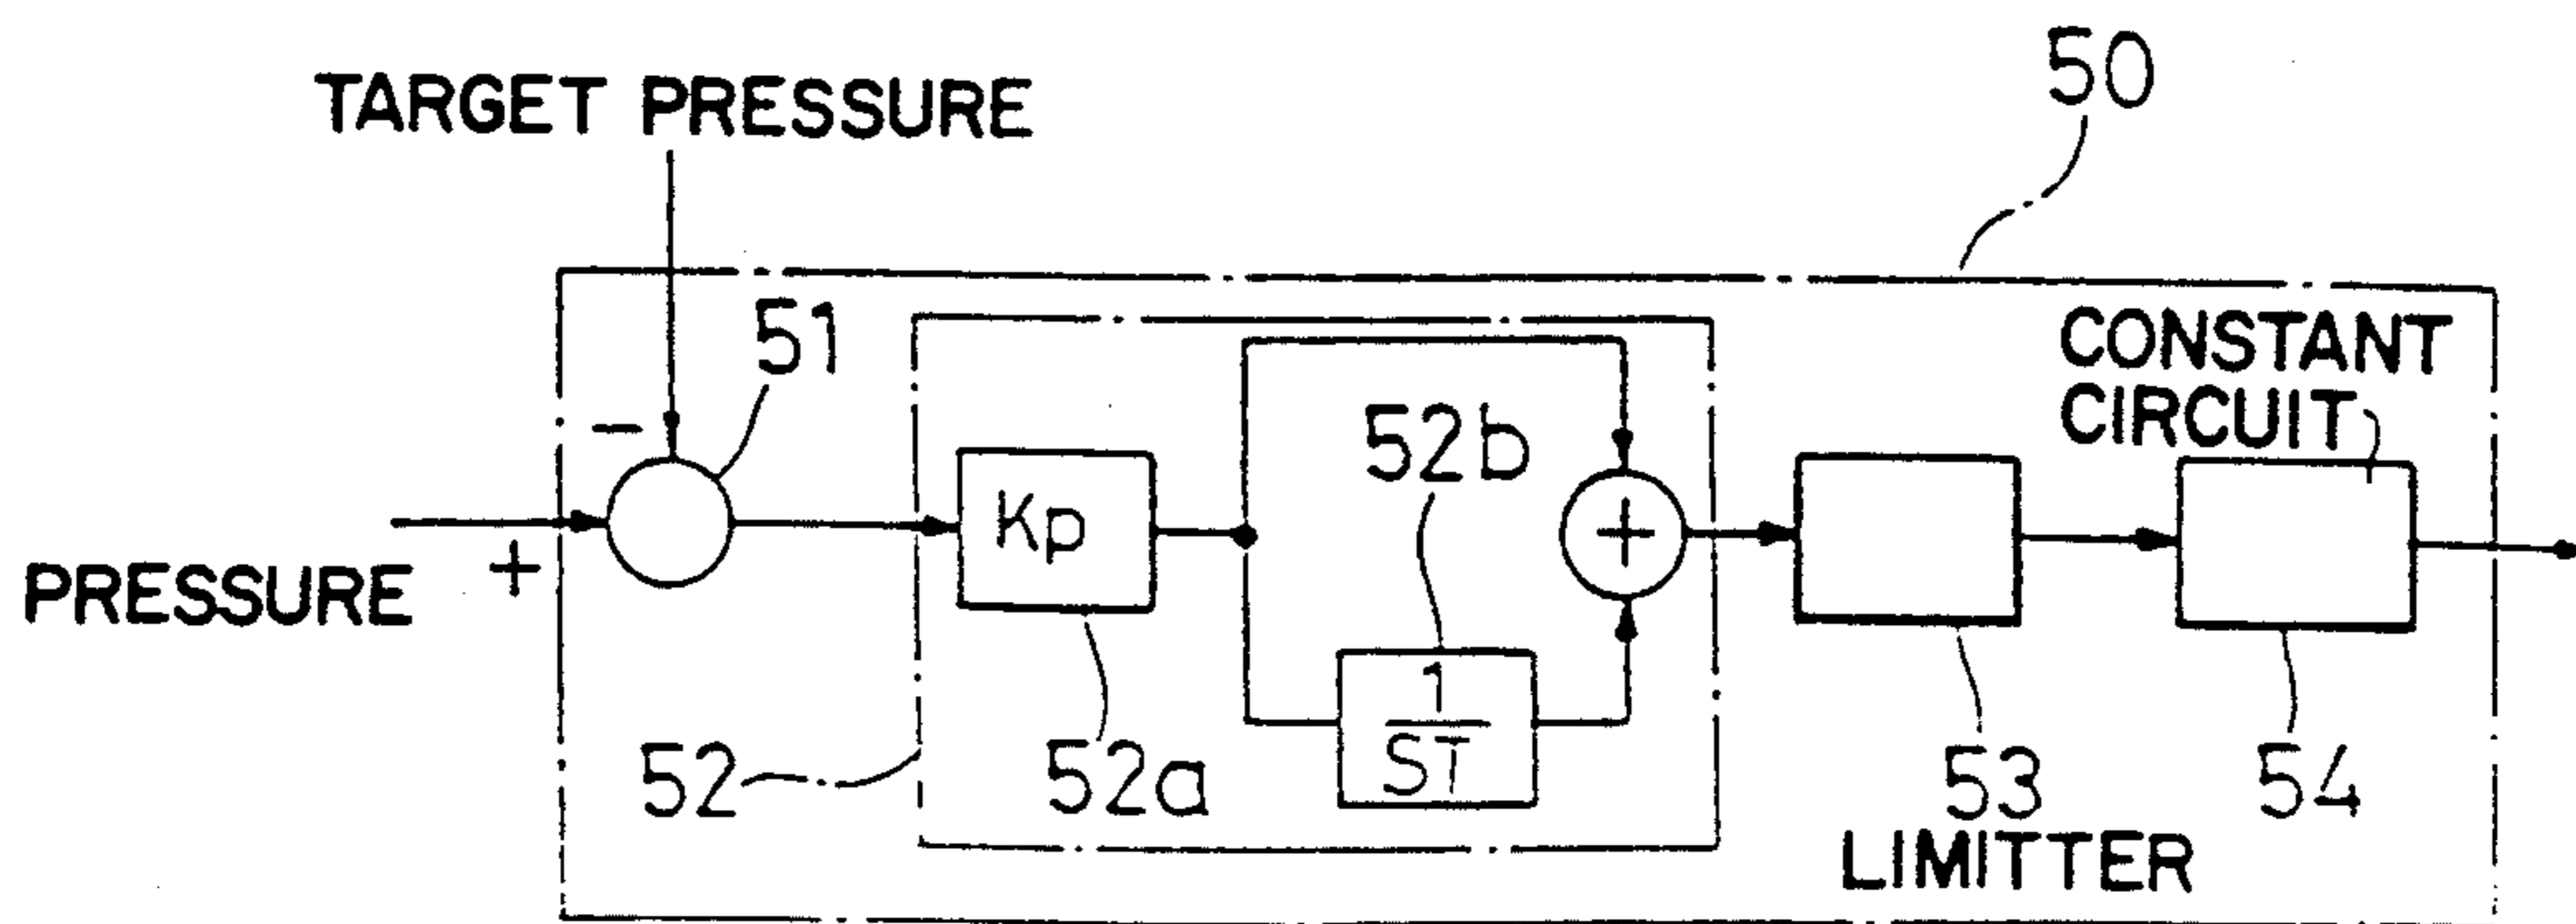 50
TARGET PRESSURE
51
CONSTANT
CIRCUIT
−
52b
Kp
+
+
PRESSURE
1
ST
52
52a
53
54
LIMITTER